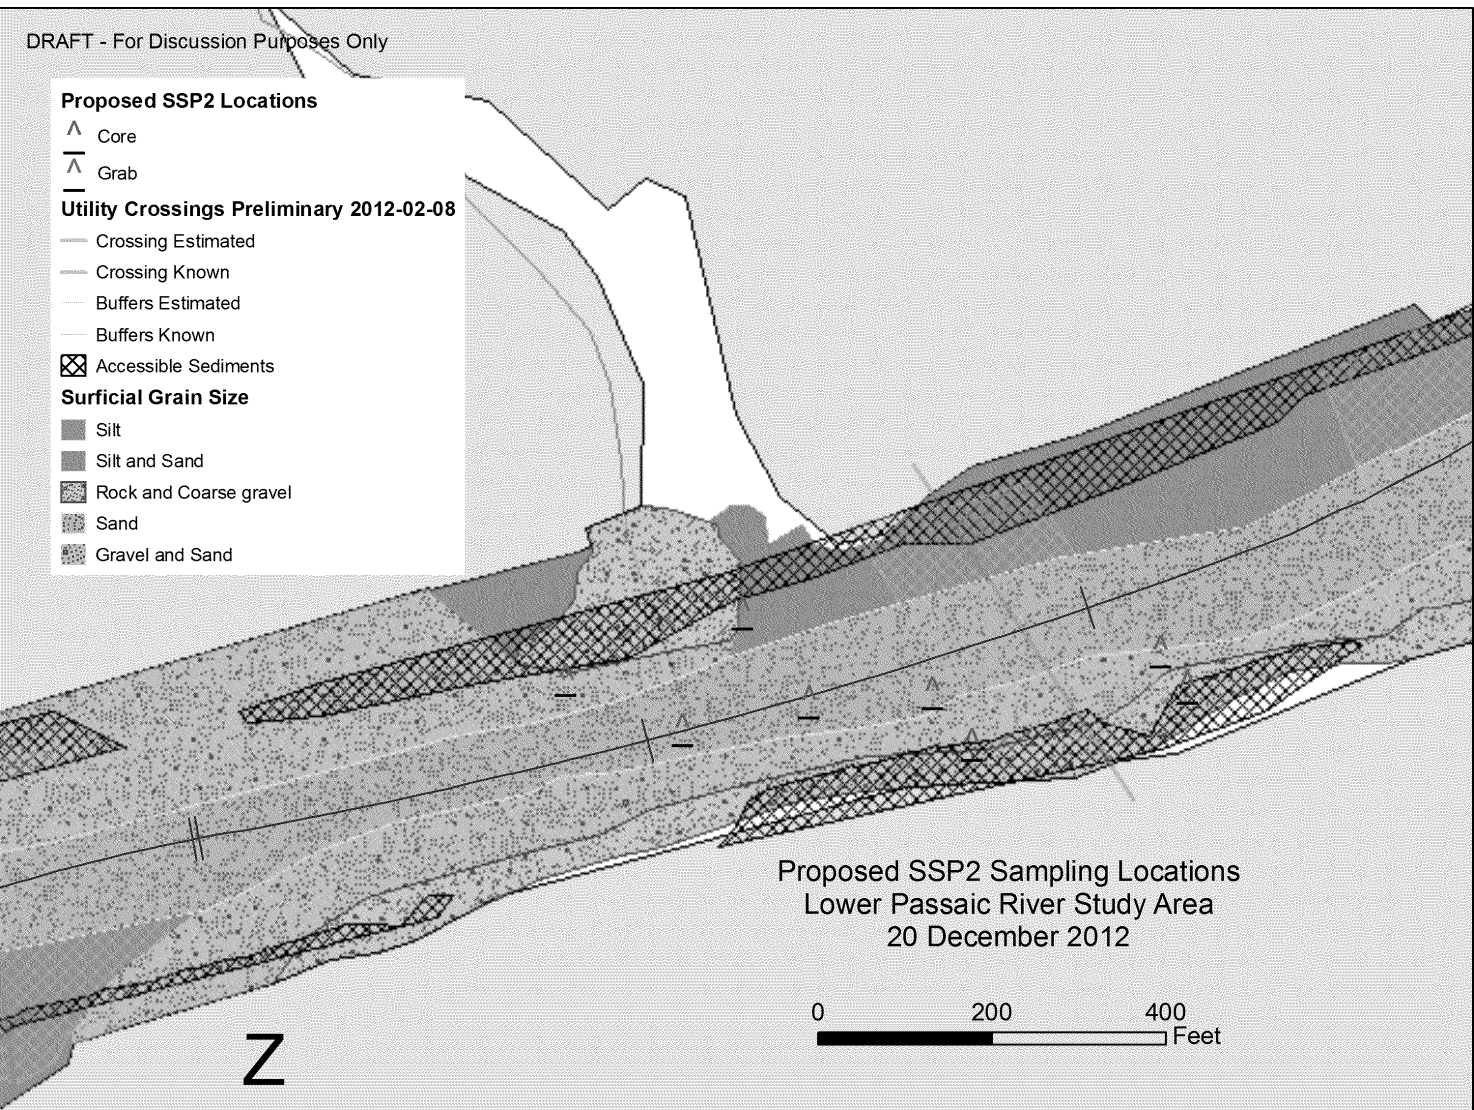 DRAFT - For Discussion Purposes Only
Proposed SSP2 Locations
Core
Grab
Utility Crossings Preliminary 2012-02-08
Crossing Estimated
Crossing Known
Buffers Estimated
Buffers Known
Accessible Sediments
Surficial Grain Size
Silt
Silt and Sand
Rock and Coarse gravel
Sand
Gravel and Sand
Proposed SSP2 Sampling Locations
Lower Passaic River Study Area
20 December 2012
0 200 400
Feet
Z